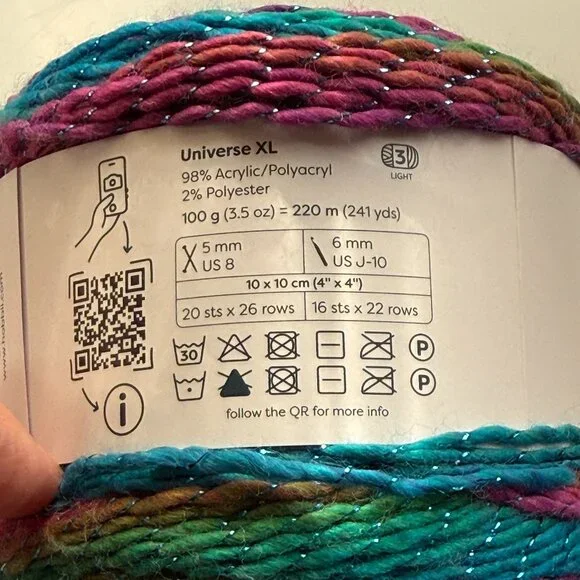 Universe XL
3
LIGHT
98% Acrylic/Polyacryl
2% Polyester
100 g (3.5 oz) = 220 m (241 yds)
5 mm
US 8
6 mm
US J-10
10 x 10 cm (4" x 4")
20 sts x 26 rows
16 sts x 22 rows
30
P
P
i
follow the QR for more info